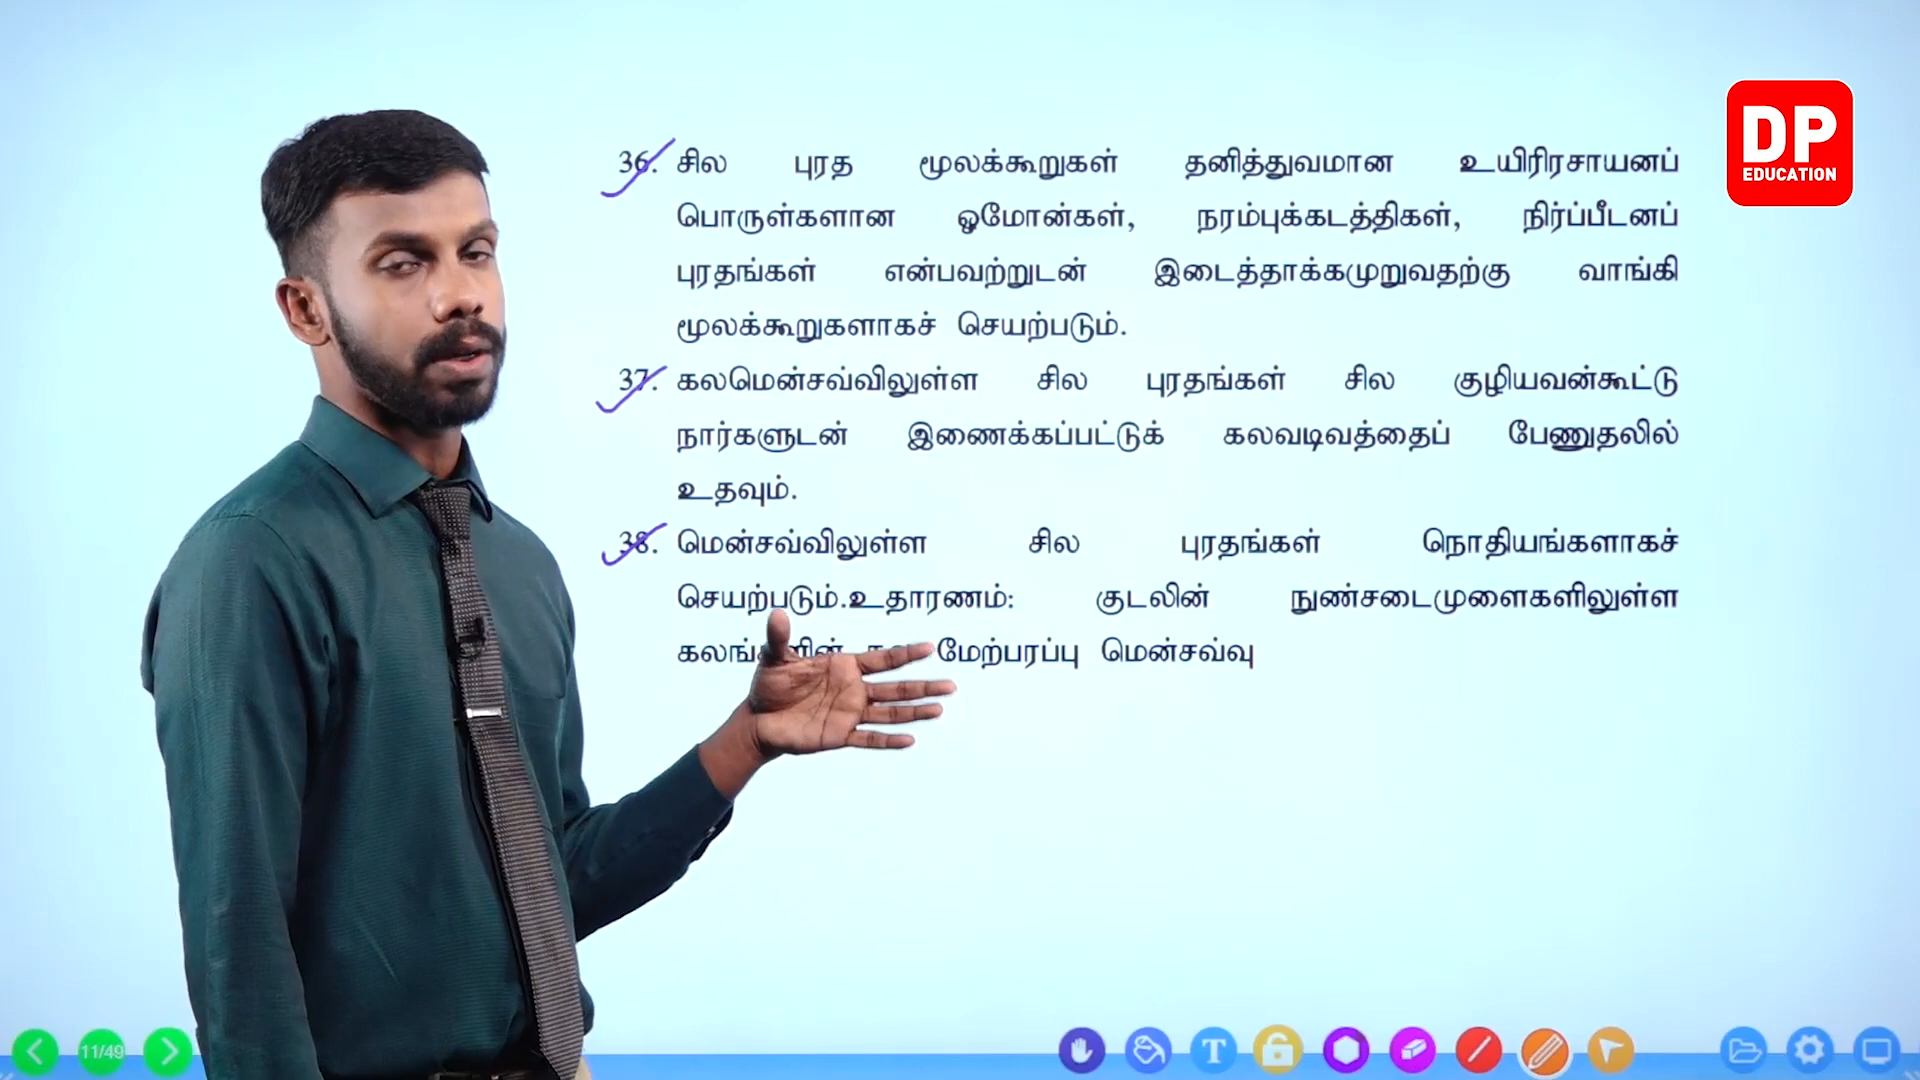 DP
EDUCATION
36. சில புரத மூலக்கூறுகள் தனித்துவமான உயிரிரசாயனப்
பொருள்களான ஓமோன்கள், நரம்புக்கடத்திகள், நிர்ப்பீடனப்
புரதங்கள் என்பவற்றுடன் இடைத்தாக்கமுறுவதற்கு வாங்கி
மூலக்கூறுகளாகச் செயற்படும்.
37. கலமென்சவ்விலுள்ள சில புரதங்கள் சில குழியவன்கூட்டு
நார்களுடன் இணைக்கப்பட்டுக் கலவடிவத்தைப் பேணுதலில்
உதவும்.
38. மென்சவ்விலுள்ள சில புரதங்கள் நொதியங்களாகச்
செயற்படும்.உதாரணம்: குடலின் நுண்சடைமுளைகளிலுள்ள
மேற்பரப்பு மென்சவ்வு
11/49
T